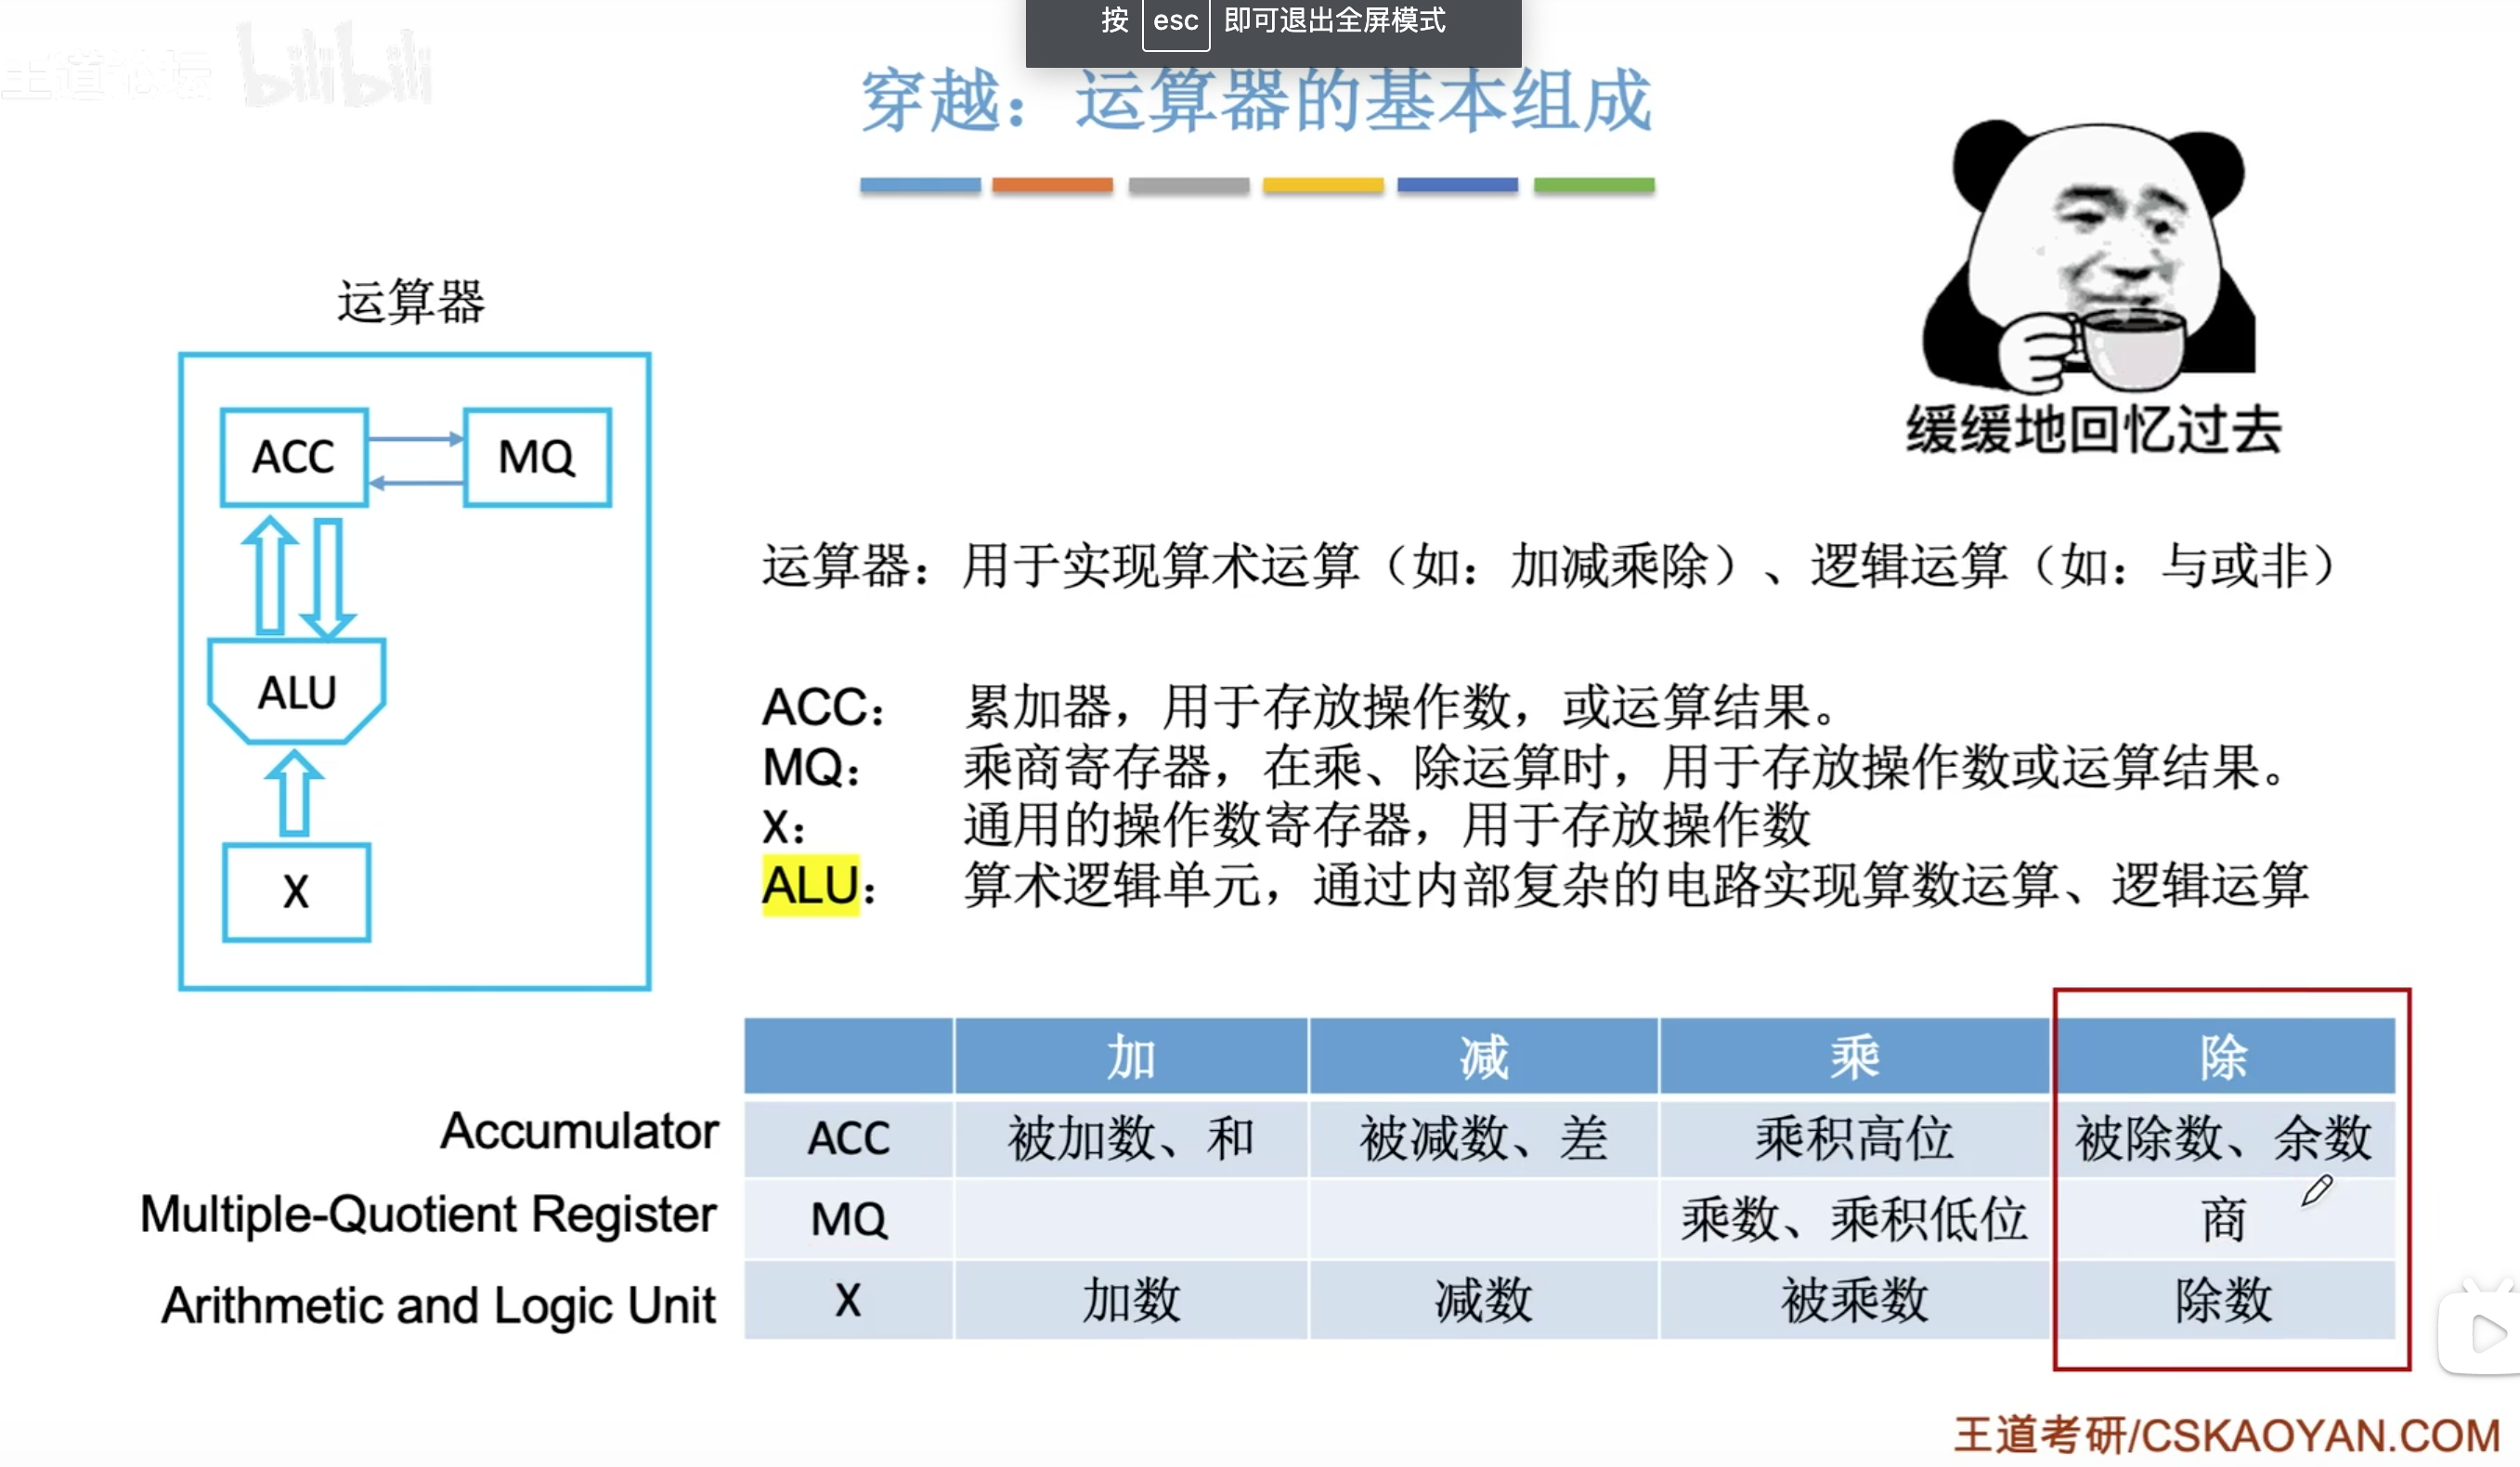 按 esc 即可退出全屏模式
王道论坛 bilibili
穿越：运算器的基本组成
缓缓地回忆过去
运算器
ACC
MQ
ALU
X
运算器：用于实现算术运算（如：加减乘除）、逻辑运算（如：与或非）
ACC： 累加器，用于存放操作数，或运算结果。
MQ： 乘商寄存器，在乘、除运算时，用于存放操作数或运算结果。
X： 通用的操作数寄存器，用于存放操作数
ALU： 算术逻辑单元，通过内部复杂的电路实现算数运算、逻辑运算
加 减 乘 除
Accumulator ACC 被加数、和 被减数、差 乘积高位 被除数、余数
Multiple-Quotient Register MQ 乘数、乘积低位 商
Arithmetic and Logic Unit X 加数 减数 被乘数 除数
王道考研/CSKAOYAN.COM